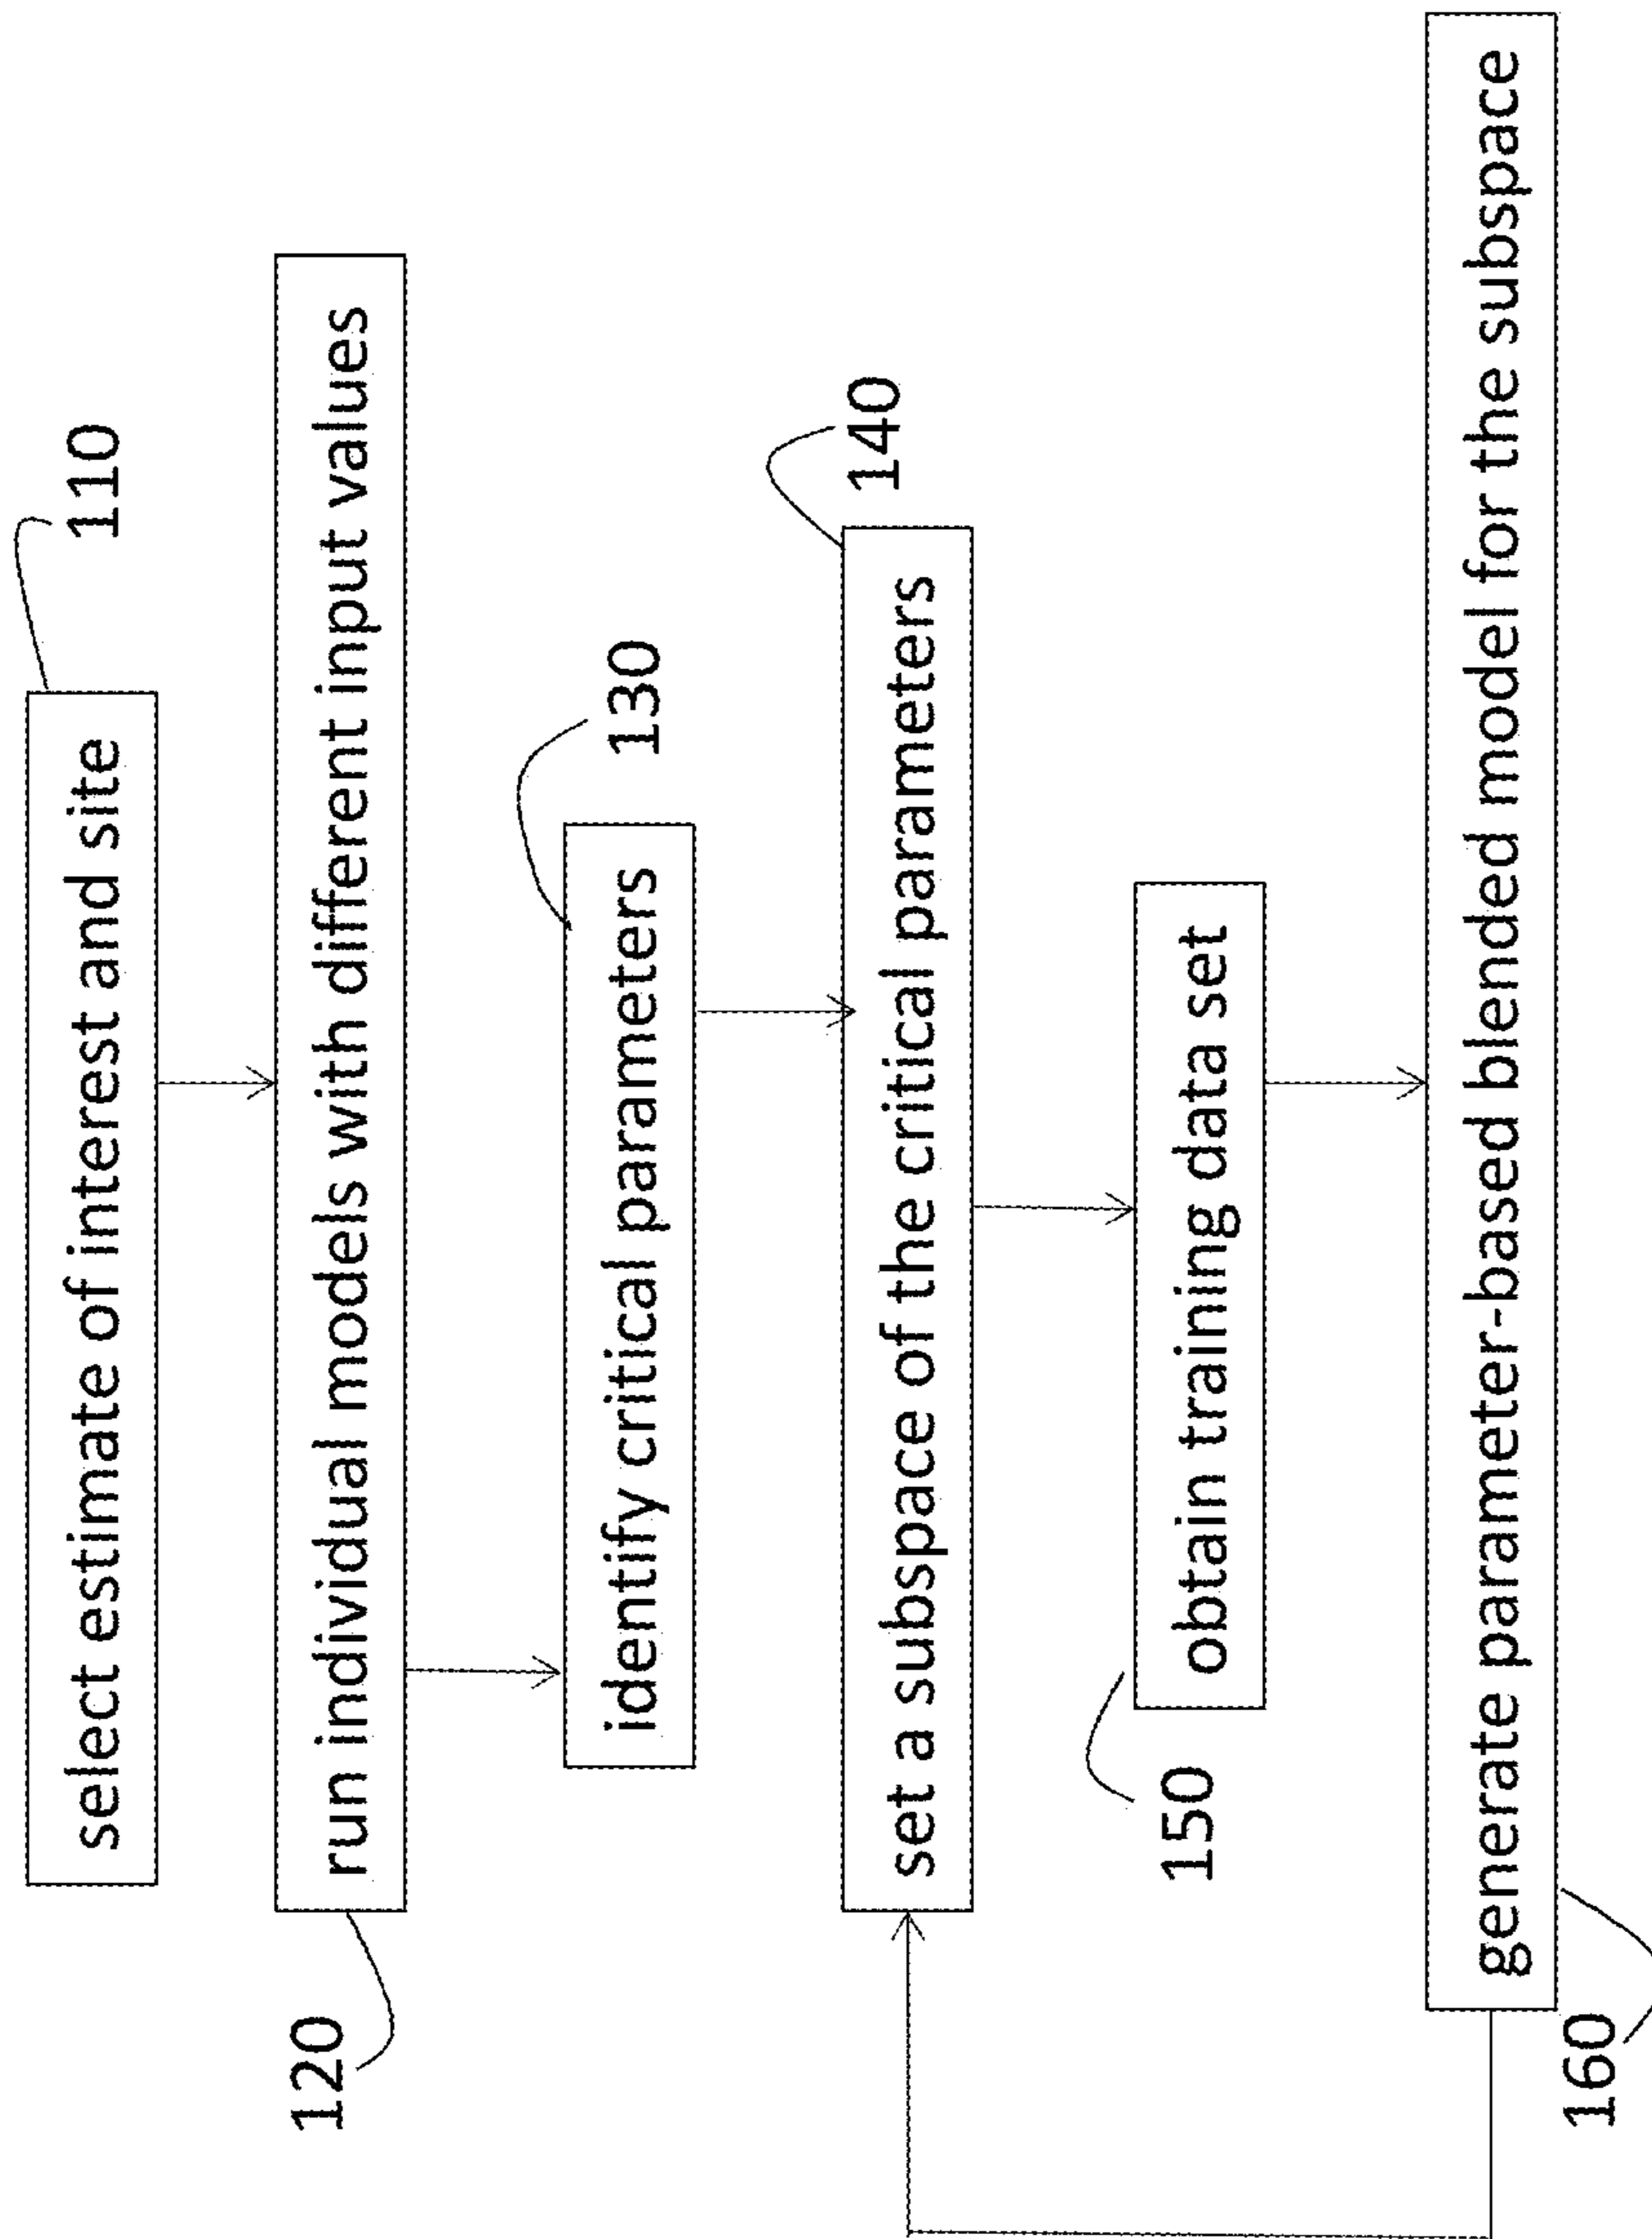 select estimate of interest and site
110
run individual models with different input values
120
identify critical parameters
130
set a subspace of the critical parameters
140
obtain training data set
150
generate parameter-based blended model for the subspace
160